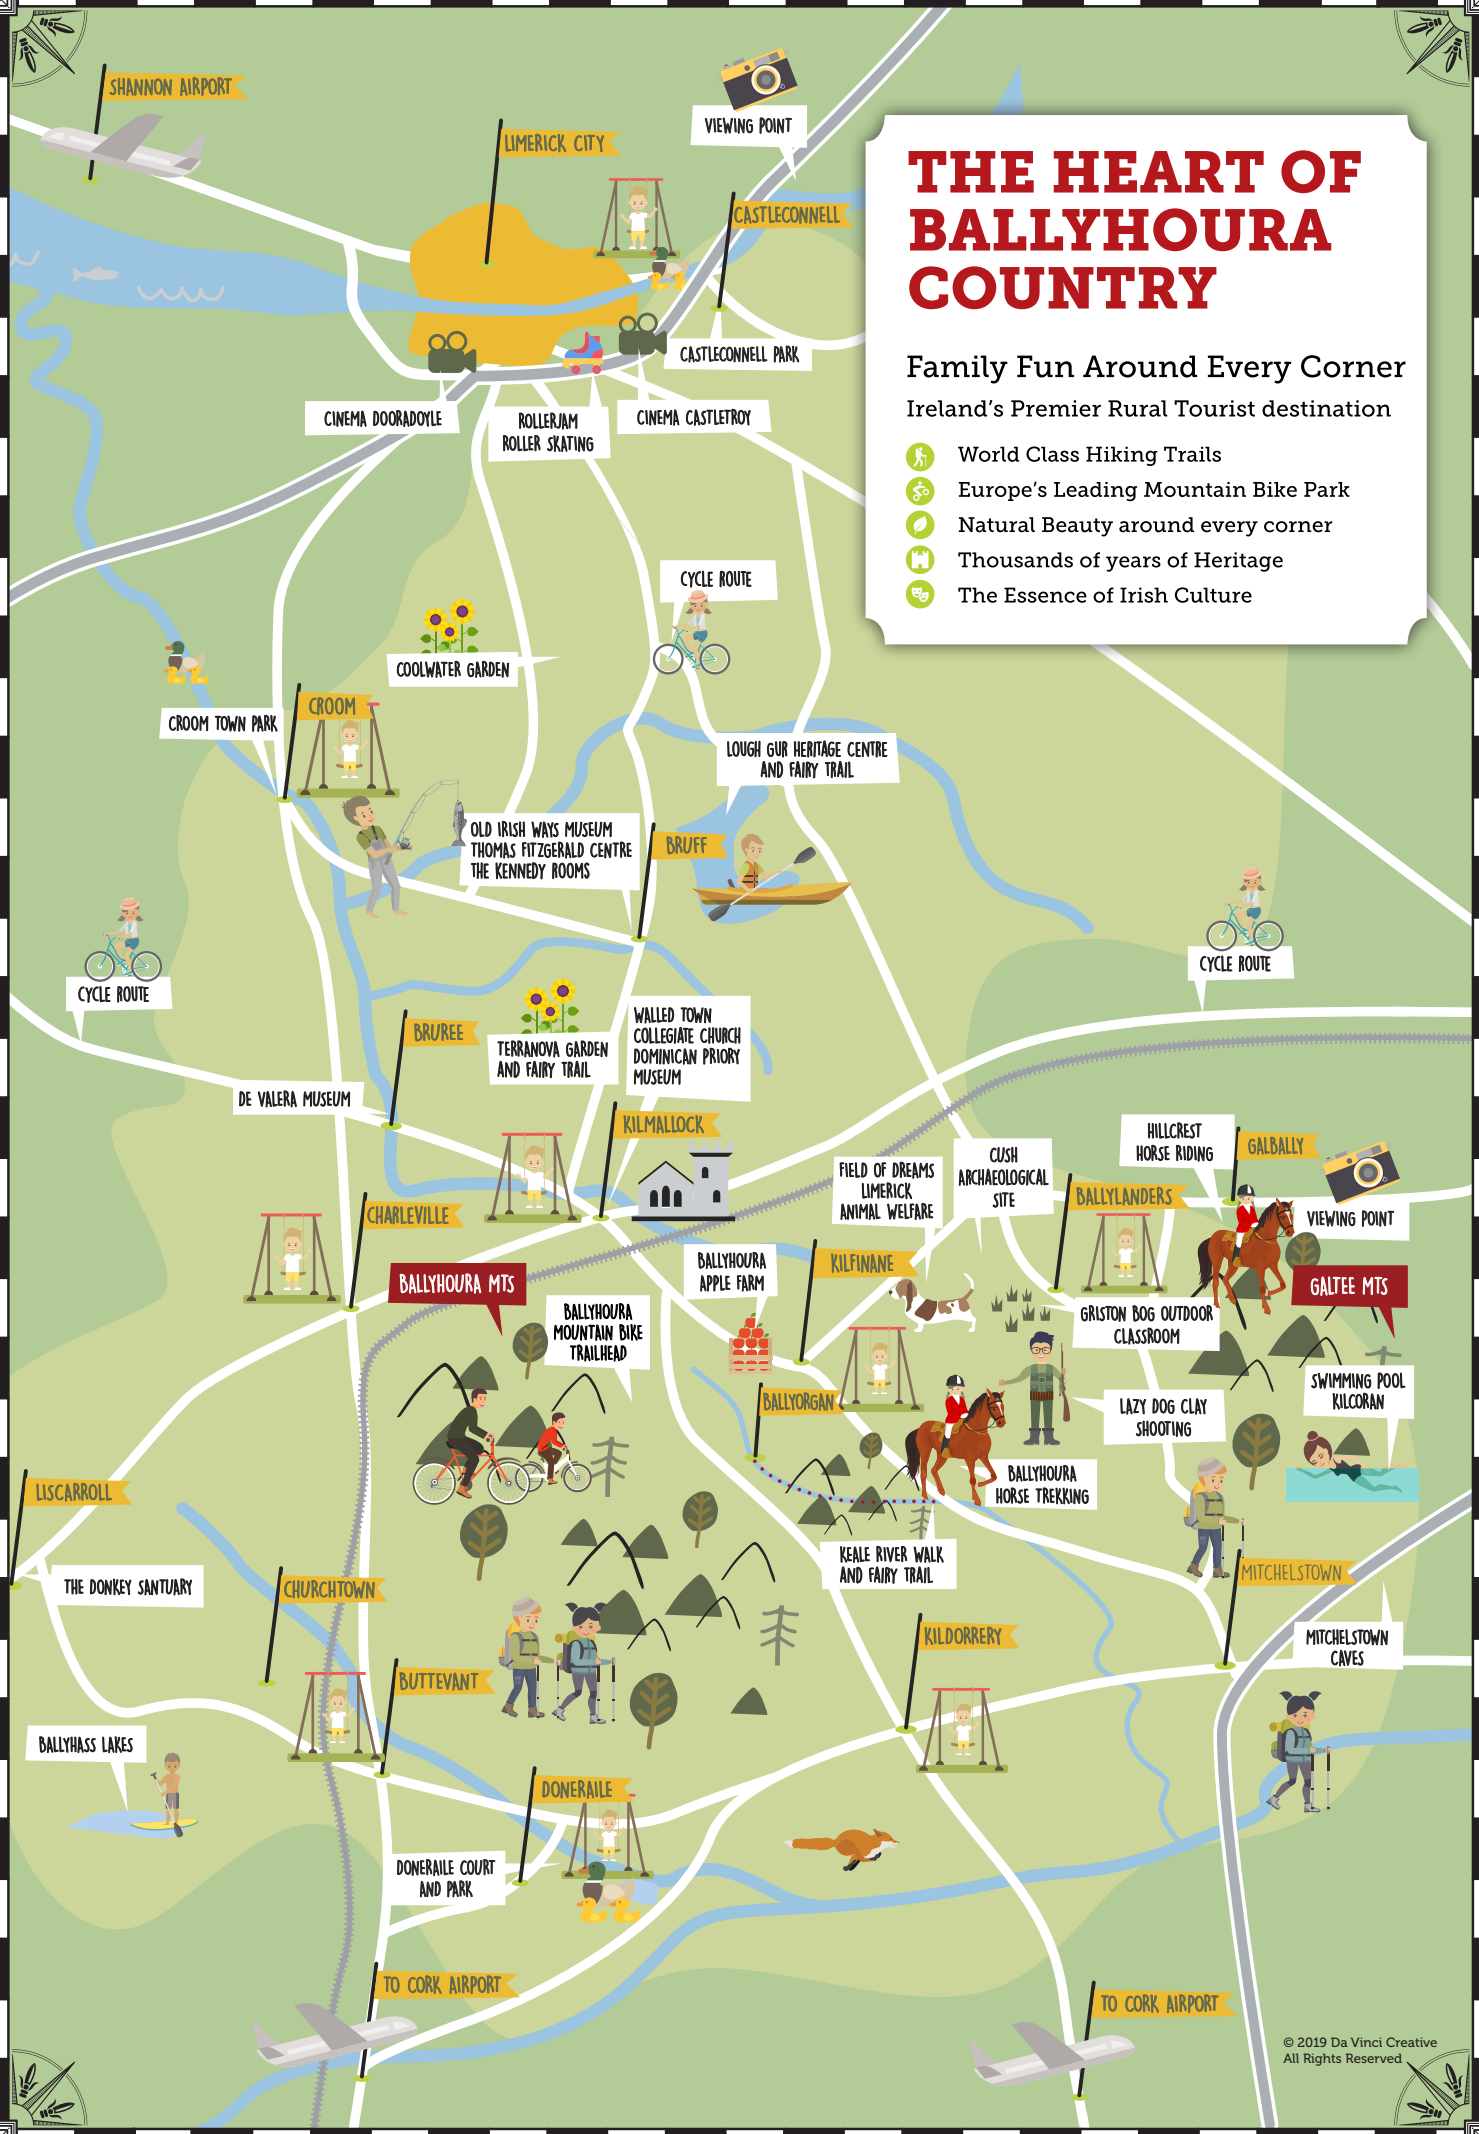 SHANNON AIRPORT
LIMERICK CITY
VIEWING POINT
CASTLECONNELL
THE HEART OF
BALLYHOURA
COUNTRY
Family Fun Around Every Corner
Ireland's Premier Rural Tourist destination
World Class Hiking Trails
Europe's Leading Mountain Bike Park
Natural Beauty around every corner
Thousands of years of Heritage
The Essence of Irish Culture
CASTLECONNELL PARK
CINEMA DOORADOYLE
ROLLERJAM
ROLLER SKATING
CINEMA CASTLETROY
CYCLE ROUTE
COOLWATER GARDEN
CROOM
CROOM TOWN PARK
LOUGH GUR HERITAGE CENTRE
AND FAIRY TRAIL
OLD IRISH WAYS MUSEUM
THOMAS FITZGERALD CENTRE
THE KENNEDY ROOMS
BRUFF
CYCLE ROUTE
CYCLE ROUTE
BRUREE
TERRANOVA GARDEN
AND FAIRY TRAIL
WALLED TOWN
COLLEGIATE CHURCH
DOMINICAN PRIORY
MUSEUM
DE VALERA MUSEUM
KILMALLOCK
HILLCREST
HORSE RIDING
GALBALLY
FIELD OF DREAMS
LIMERICK
ANIMAL WELFARE
CUSH
ARCHAEOLOGICAL
SITE
BALLYLANDERS
VIEWING POINT
CHARLEVILLE
BALLYHOURA MTS
BALLYHOURA
APPLE FARM
KILFINANE
GALTEE MTS
BALLYHOURA
MOUNTAIN BIKE
TRAILHEAD
GRISTON BOG OUTDOOR
CLASSROOM
BALLYORGAN
LAZY DOG CLAY
SHOOTING
SWIMMING POOL
KILCORAN
BALLYHOURA
HORSE TREKKING
LISCARROLL
KEALE RIVER WALK
AND FAIRY TRAIL
THE DONKEY SANTUARY
CHURCHTOWN
MITCHELSTOWN
KILDORRERY
MITCHELSTOWN
CAVES
BUTTEVANT
BALLYHASS LAKES
DONERAILE
DONERAILE COURT
AND PARK
TO CORK AIRPORT
TO CORK AIRPORT
© 2019 Da Vinci Creative
All Rights Reserved